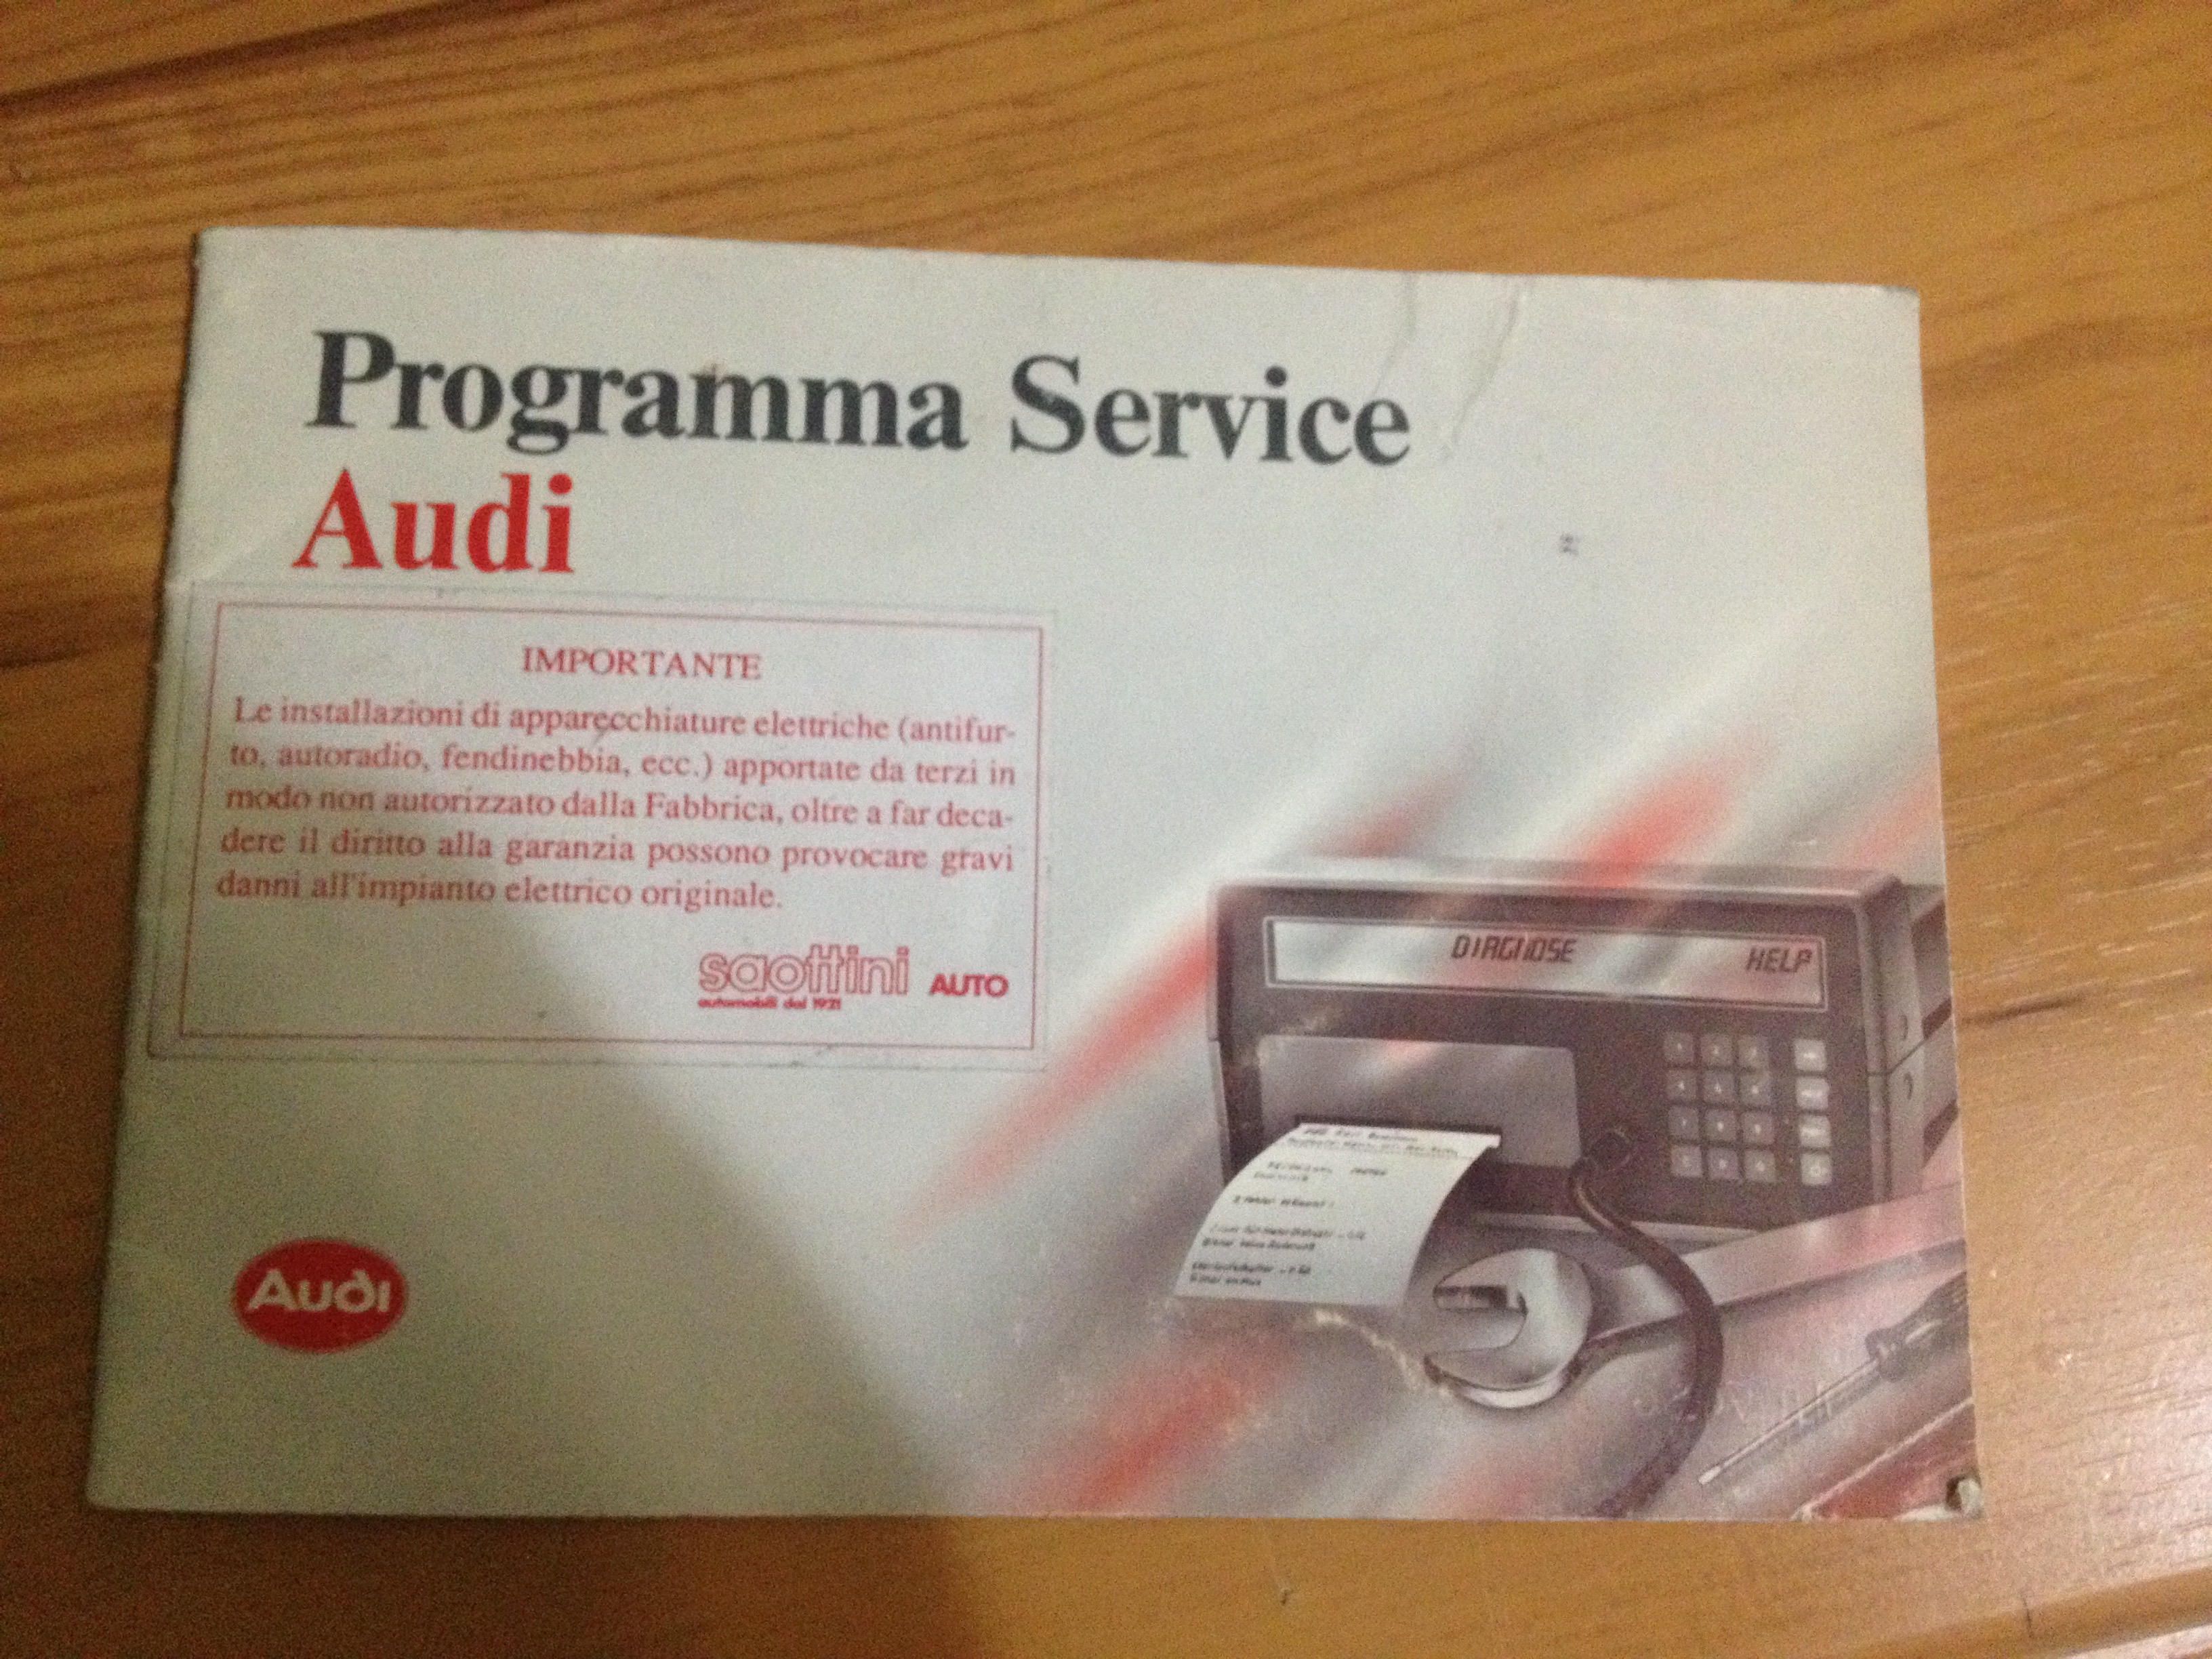 Programma Service
Audi
IMPORTANTE
Le installazioni di apparecchiature elettriche (antifur-
to, autoradio, fendinebbia, ecc.) apportate da terzi in
modo non autorizzato dalla Fabbrica, oltre a far deca-
dere il diritto alla garanzia possono provocare gravi
danni all'impianto elettrico originale.
saottini AUTO
automobili dal 1921
DIAGNOSE HELP
Audi